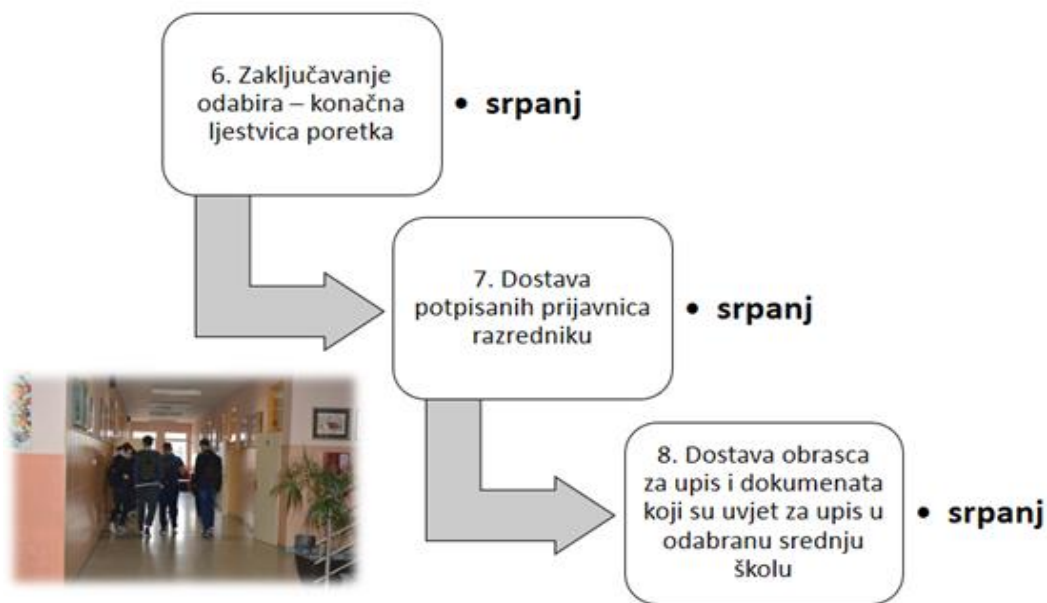 6. Zaključavanje
odabira – konačna
ljestvica poretka
• srpanj
7. Dostava
potpisanih prijavnica
razredniku
• srpanj
8. Dostava obrasca
za upis i dokumenata
koji su uvjet za upis u
odabranu srednju
školu
• srpanj